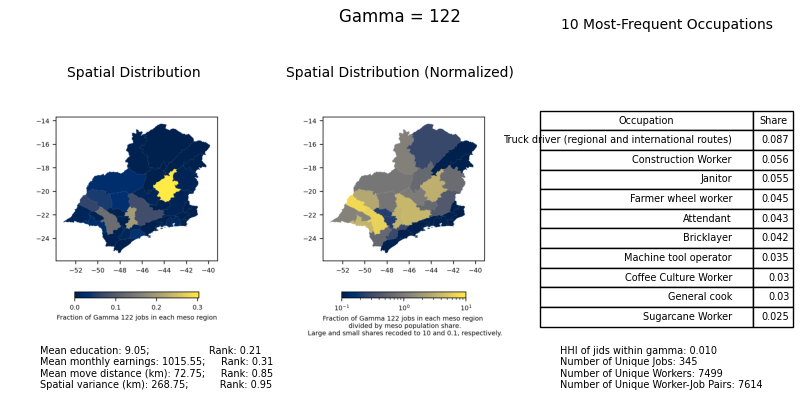 Gamma = 122
10 Most-Frequent Occupations
Spatial Distribution
Spatial Distribution (Normalized)
−14
−16
−18
−20
−22
−24
−52 −50 −48 −46 −44 −42 −40
0.0 0.1 0.2 0.3
Fraction of Gamma 122 jobs in each meso region
−14
−16
−18
−20
−22
−24
−52 −50 −48 −46 −44 −42 −40
10⁻¹ 10⁰ 10¹
Fraction of Gamma 122 jobs in each meso region
divided by meso population share.
Large and small shares recoded to 10 and 0.1, respectively.
Occupation Share
Truck driver (regional and international routes) 0.087
Construction Worker 0.056
Janitor 0.055
Farmer wheel worker 0.045
Attendant 0.043
Bricklayer 0.042
Machine tool operator 0.035
Coffee Culture Worker 0.03
General cook 0.03
Sugarcane Worker 0.025
Mean education: 9.05; Rank: 0.21
Mean monthly earnings: 1015.55; Rank: 0.31
Mean move distance (km): 72.75; Rank: 0.85
Spatial variance (km): 268.75; Rank: 0.95
HHI of jids within gamma: 0.010
Number of Unique Jobs: 345
Number of Unique Workers: 7499
Number of Unique Worker-Job Pairs: 7614